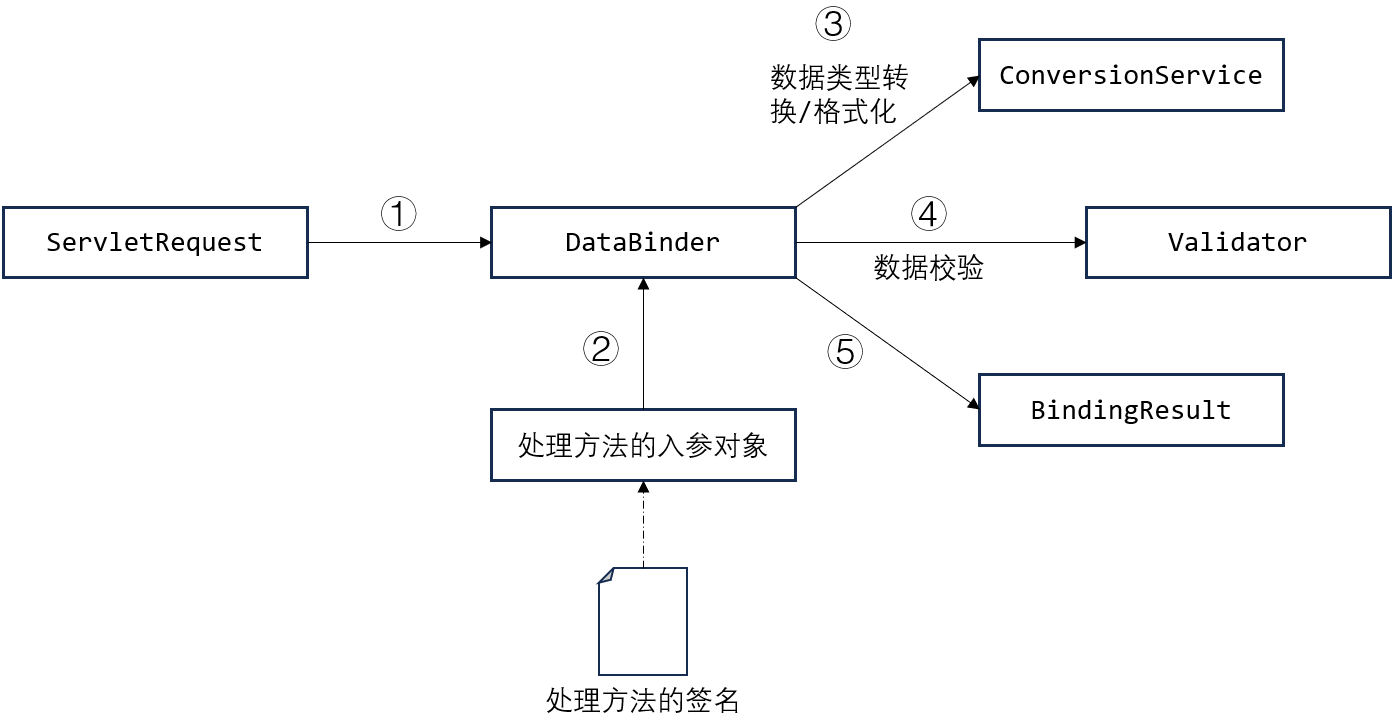 ③
数据类型转
换/格式化
ConversionService
ServletRequest
①
DataBinder
④
数据校验
Validator
②
⑤
处理方法的入参对象
BindingResult
处理方法的签名